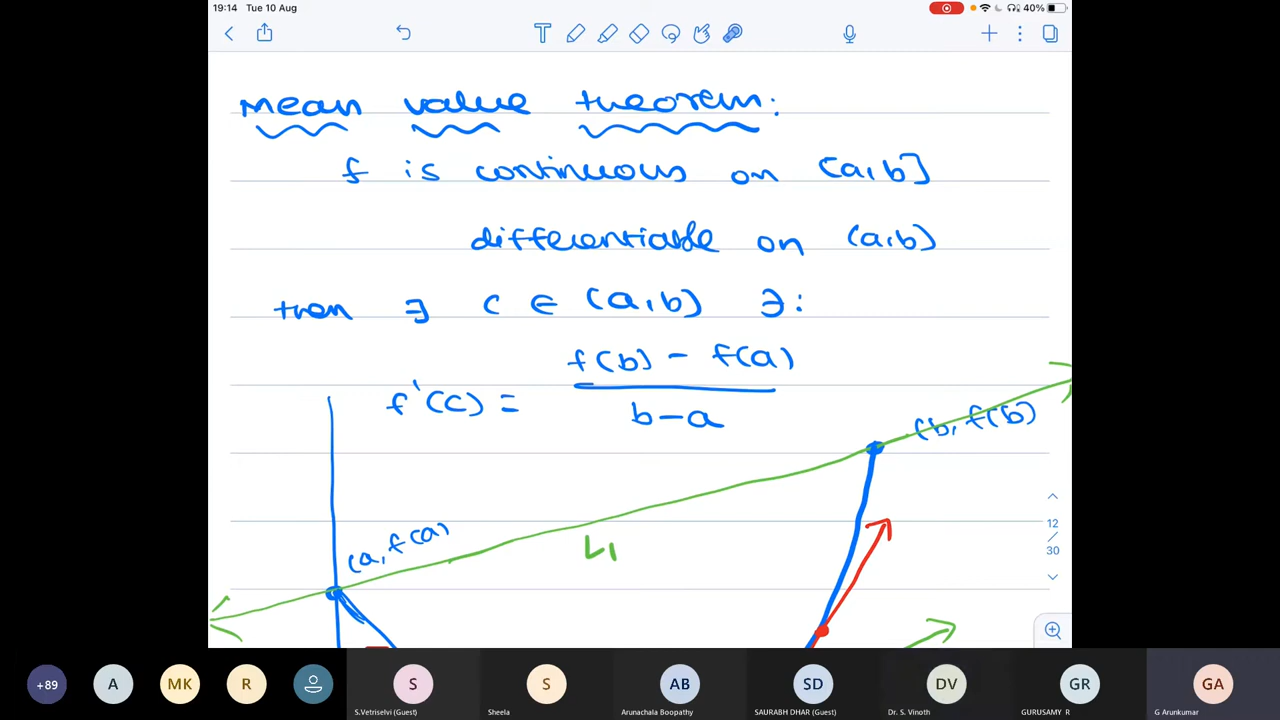 19:14 Tue 10 Aug
40%
mean value theorem:
f is continuous on (a,b]
differentiable on (a,b)
then ∃ c ∈ (a,b) ∋:
f'(c) = f(b) - f(a) / b-a
(b, f(b)
(a, f(a)
L1
12
/
30
+89
A
MK
R
S
S.Vetriselvi (Guest)
S
Sheela
AB
Arunachala Boopathy
SD
SAURABH DHAR (Guest)
DV
Dr. S. Vinoth
GR
GURUSAMY R
GA
G Arunkumar